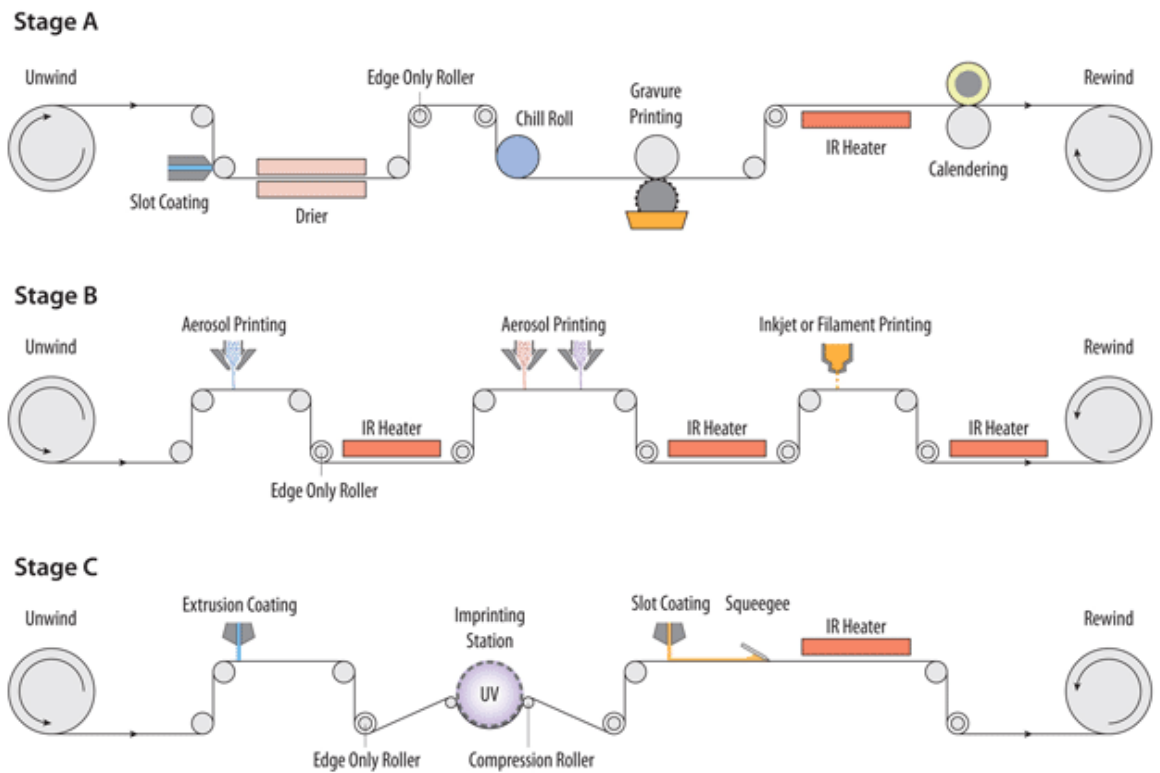 Stage A
Unwind
Edge Only Roller
Chill Roll
Gravure
Printing
Rewind
Slot Coating
Drier
IR Heater
Calendering
Stage B
Unwind
Aerosol Printing
Aerosol Printing
Inkjet or Filament Printing
Rewind
IR Heater
IR Heater
IR Heater
Edge Only Roller
Stage C
Unwind
Extrusion Coating
Imprinting
Station
Slot Coating
Squeegee
IR Heater
Rewind
UV
Edge Only Roller
Compression Roller